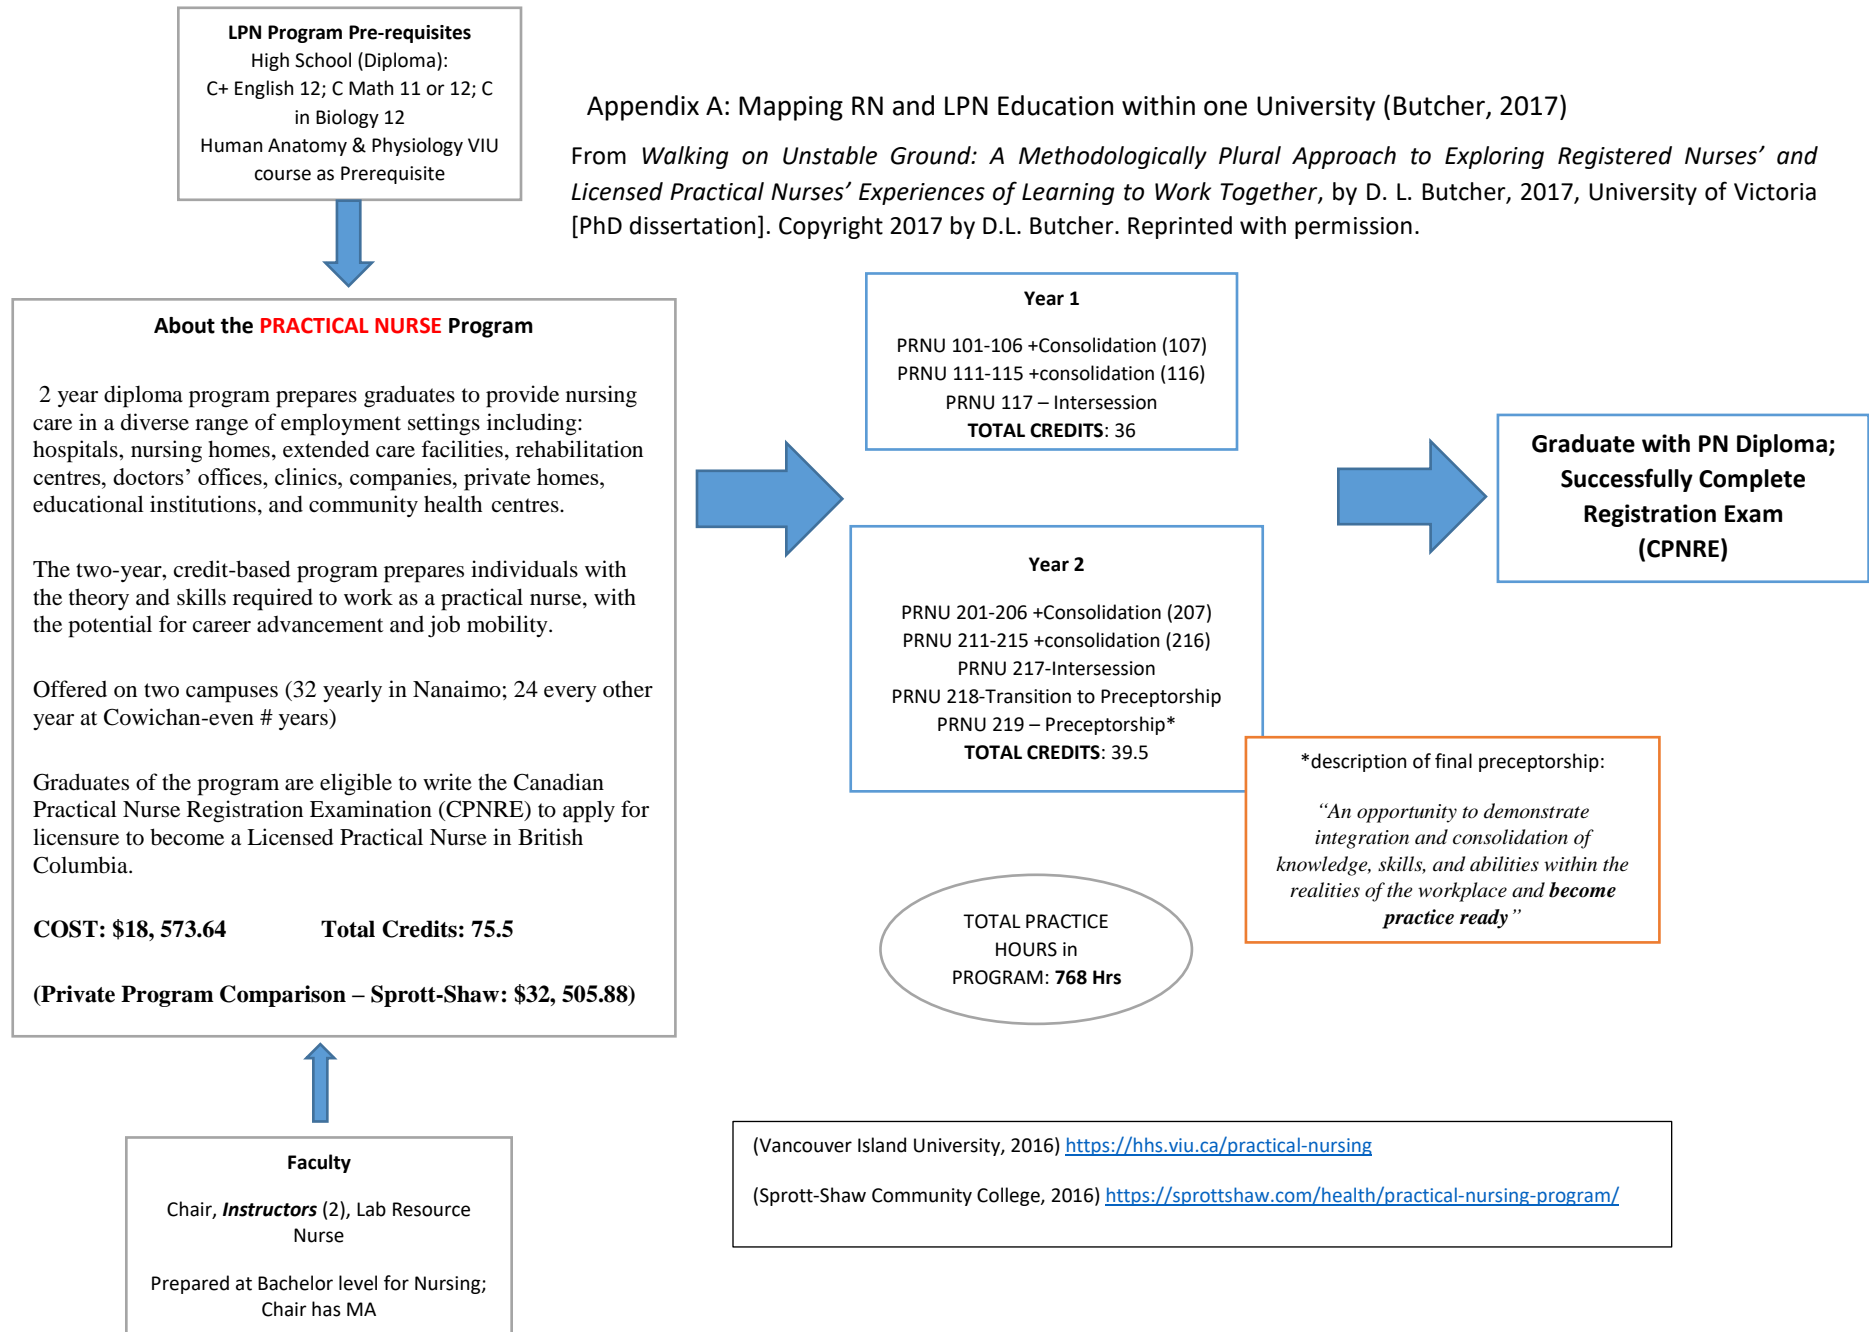 LPN Program Pre-requisites
High School (Diploma):
C+ English 12; C Math 11 or 12; C
in Biology 12
Human Anatomy & Physiology VIU
course as Prerequisite
Appendix A: Mapping RN and LPN Education within one University (Butcher, 2017)
From Walking on Unstable Ground: A Methodologically Plural Approach to Exploring Registered Nurses’ and
Licensed Practical Nurses’ Experiences of Learning to Work Together, by D. L. Butcher, 2017, University of Victoria
[PhD dissertation]. Copyright 2017 by D.L. Butcher. Reprinted with permission.
About the PRACTICAL NURSE Program
2 year diploma program prepares graduates to provide nursing
care in a diverse range of employment settings including:
hospitals, nursing homes, extended care facilities, rehabilitation
centres, doctors’ offices, clinics, companies, private homes,
educational institutions, and community health centres.
The two-year, credit-based program prepares individuals with
the theory and skills required to work as a practical nurse, with
the potential for career advancement and job mobility.
Offered on two campuses (32 yearly in Nanaimo; 24 every other
year at Cowichan-even # years)
Graduates of the program are eligible to write the Canadian
Practical Nurse Registration Examination (CPNRE) to apply for
licensure to become a Licensed Practical Nurse in British
Columbia.
COST: $18, 573.64 Total Credits: 75.5
(Private Program Comparison – Sprott-Shaw: $32, 505.88)
Year 1
PRNU 101-106 +Consolidation (107)
PRNU 111-115 +consolidation (116)
PRNU 117 – Intersession
TOTAL CREDITS: 36
Year 2
PRNU 201-206 +Consolidation (207)
PRNU 211-215 +consolidation (216)
PRNU 217-Intersession
PRNU 218-Transition to Preceptorship
PRNU 219 – Preceptorship*
TOTAL CREDITS: 39.5
Graduate with PN Diploma;
Successfully Complete
Registration Exam
(CPNRE)
*description of final preceptorship:
“An opportunity to demonstrate
integration and consolidation of
knowledge, skills, and abilities within the
realities of the workplace and become
practice ready”
TOTAL PRACTICE
HOURS in
PROGRAM: 768 Hrs
Faculty
Chair, Instructors (2), Lab Resource
Nurse
Prepared at Bachelor level for Nursing;
Chair has MA
(Vancouver Island University, 2016) https://hhs.viu.ca/practical-nursing
(Sprott-Shaw Community College, 2016) https://sprottshaw.com/health/practical-nursing-program/